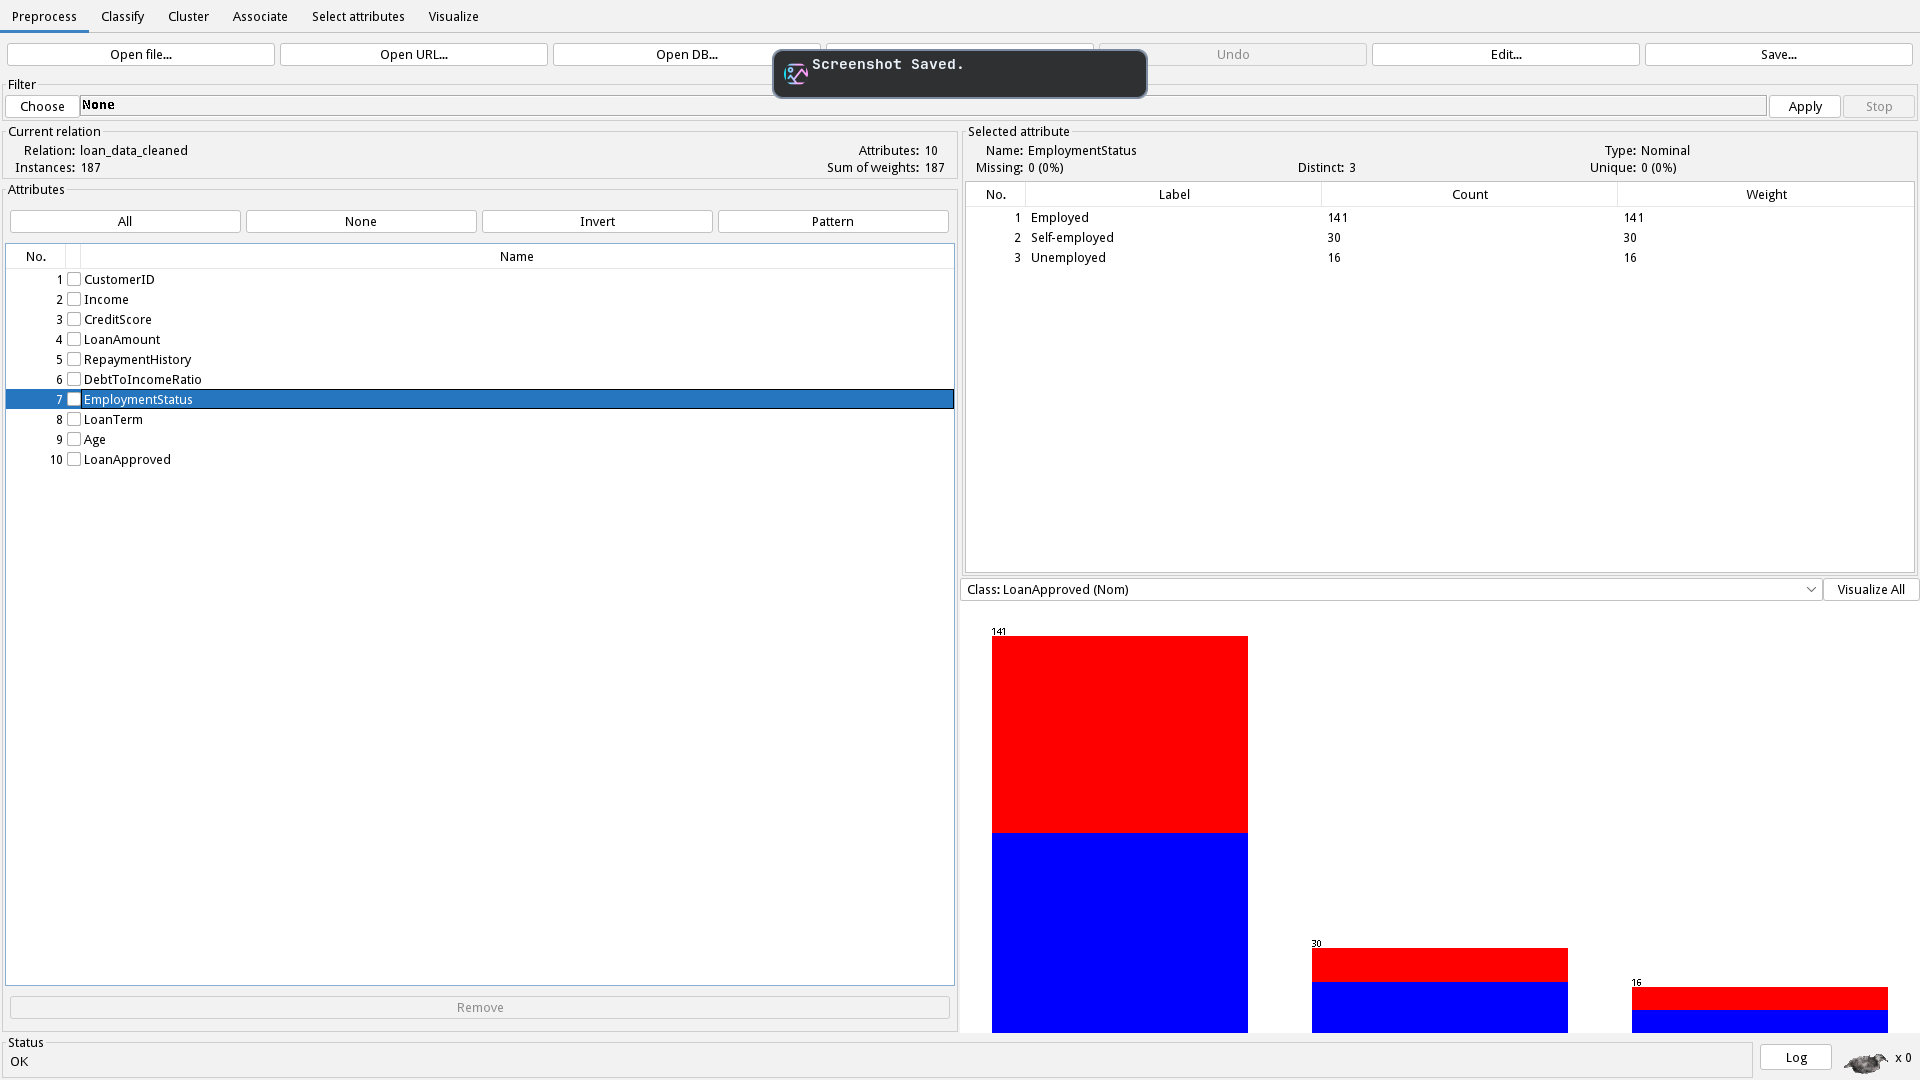 Preprocess Classify Cluster Associate Select attributes Visualize
Open file... Open URL... Open DB... Undo Edit... Save...
Screenshot Saved.
Filter
Choose None Apply Stop
Current relation
Relation: loan_data_cleaned Attributes: 10
Instances: 187 Sum of weights: 187
Attributes
All None Invert Pattern
No. Name
1 CustomerID
2 Income
3 CreditScore
4 LoanAmount
5 RepaymentHistory
6 DebtToIncomeRatio
7 EmploymentStatus
8 LoanTerm
9 Age
10 LoanApproved
Remove
Selected attribute
Name: EmploymentStatus Type: Nominal
Missing: 0 (0%) Distinct: 3 Unique: 0 (0%)
No. Label Count Weight
1 Employed 141 141
2 Self-employed 30 30
3 Unemployed 16 16
Class: LoanApproved (Nom) Visualize All
141
30
16
Status
OK
Log x 0